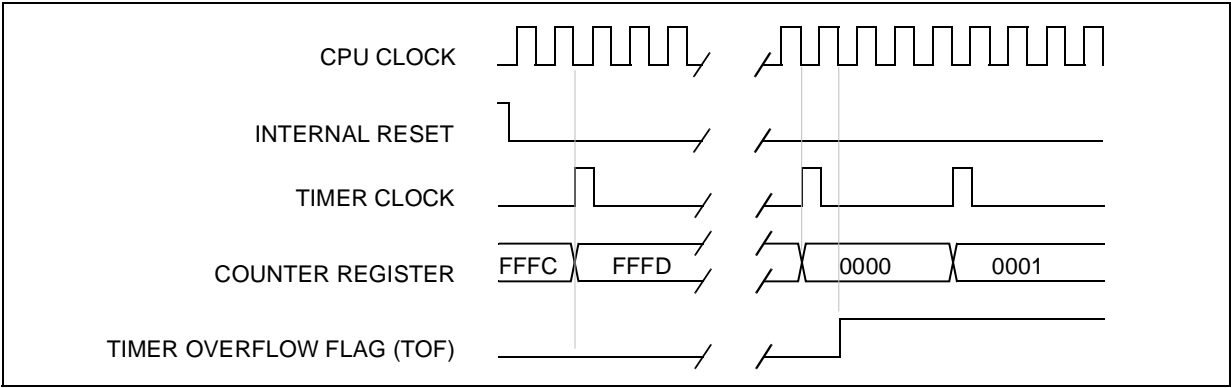 CPU CLOCK
INTERNAL RESET
TIMER CLOCK
COUNTER REGISTER
FFFC
FFFD
0000
0001
TIMER OVERFLOW FLAG (TOF)